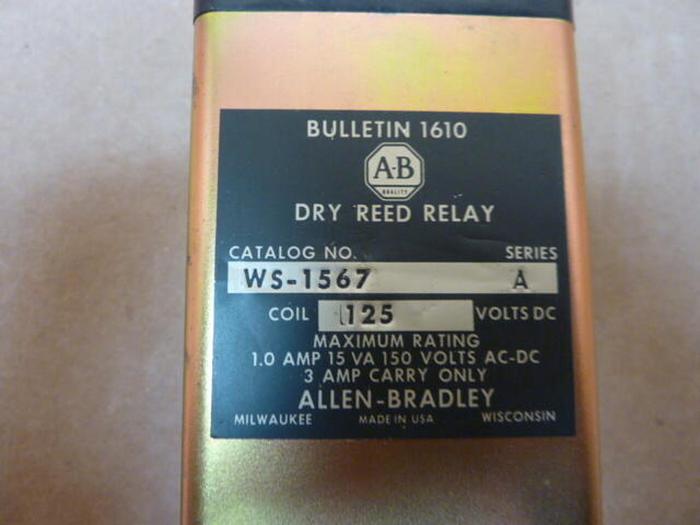 BULLETIN 1610
A-B
QUALITY
DRY REED RELAY
CATALOG NO. SERIES
WS-1567 A
COIL 125 VOLTS DC
MAXIMUM RATING
1.0 AMP 15 VA 150 VOLTS AC-DC
3 AMP CARRY ONLY
ALLEN-BRADLEY
MILWAUKEE MADE IN USA WISCONSIN